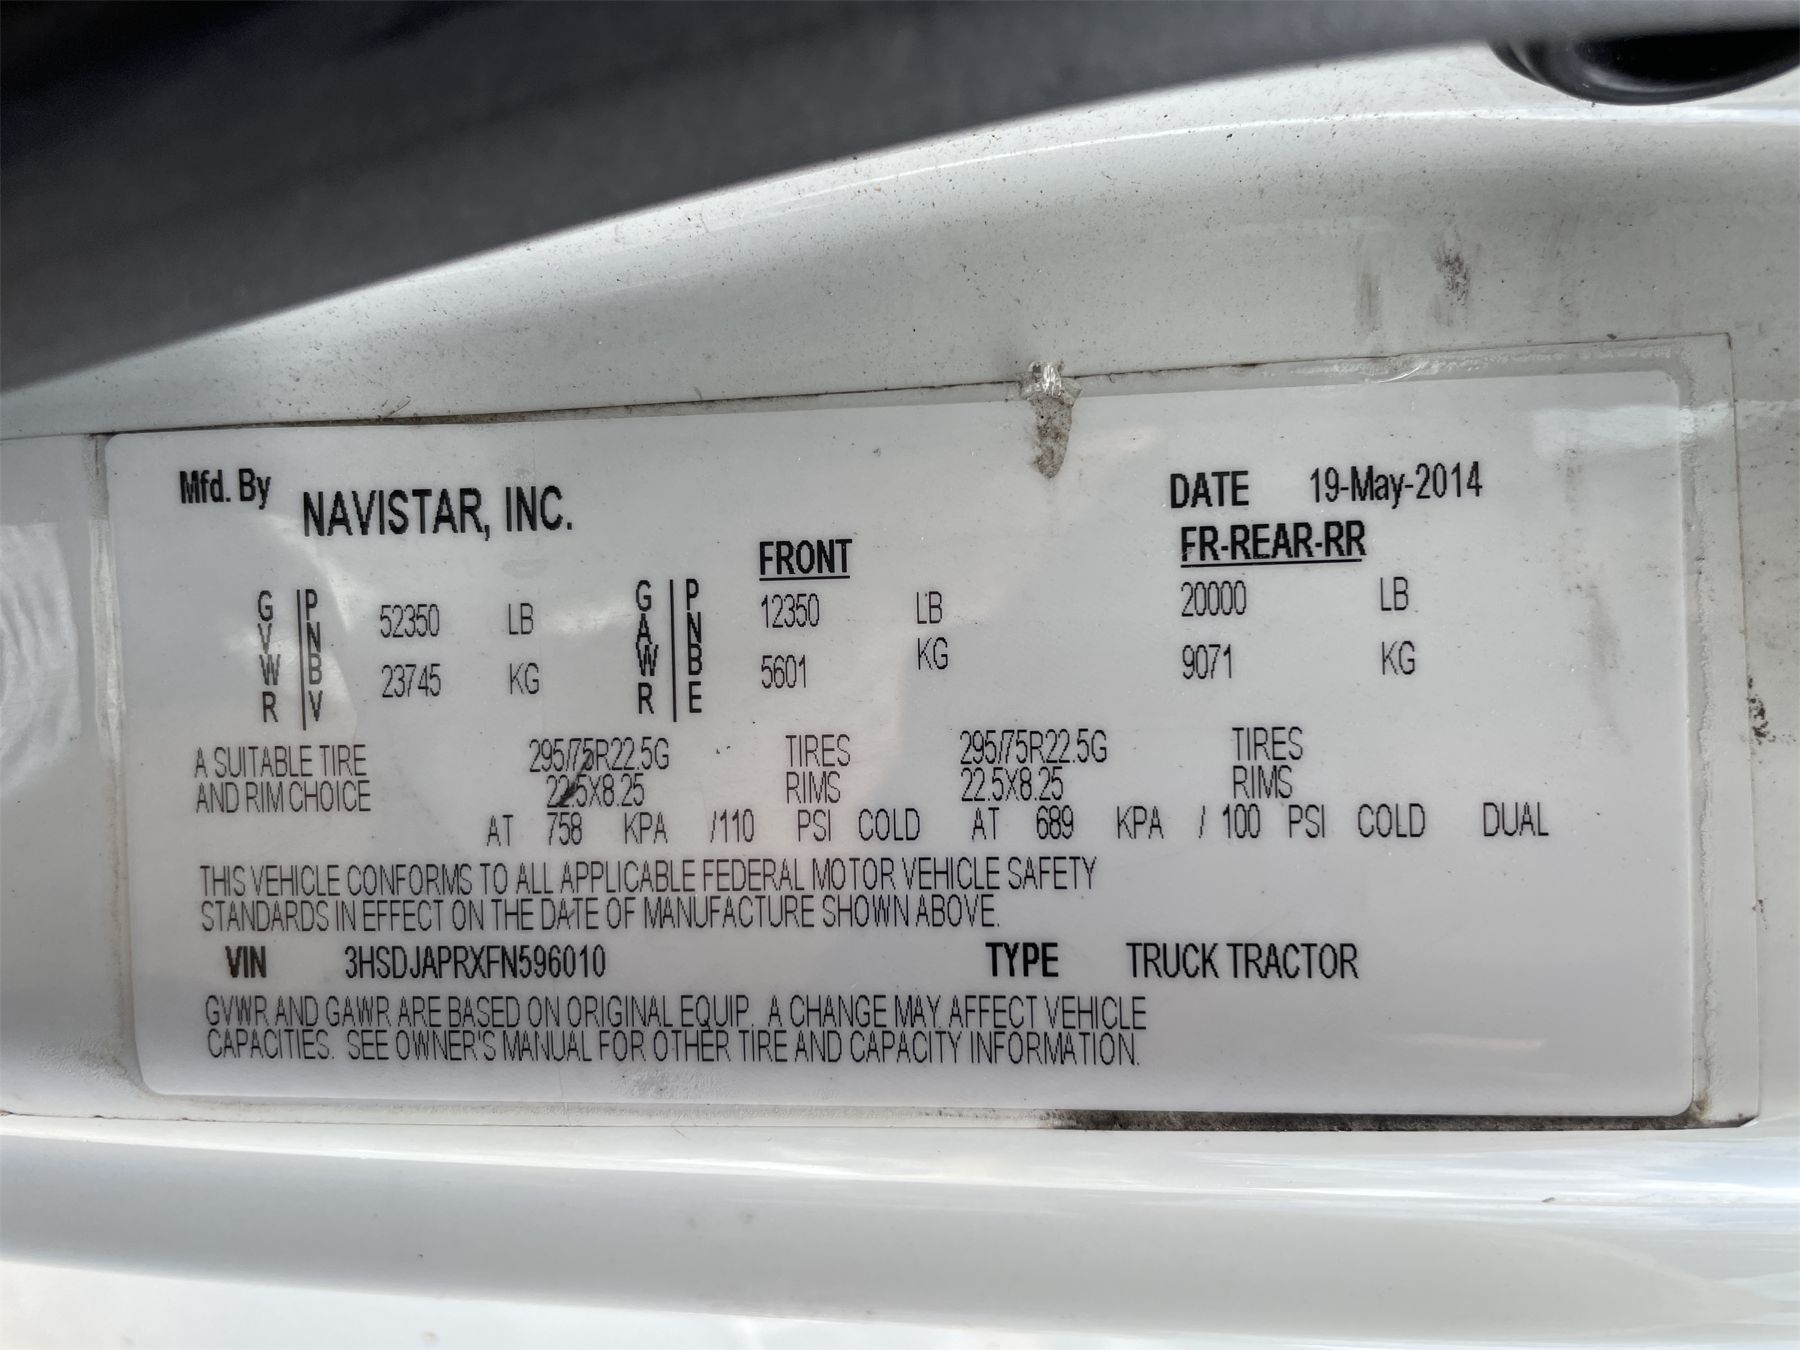 Mfd. By NAVISTAR, INC. DATE 19-May-2014
FRONT FR-REAR-RR
GVWR PNBV 52350 LB GAWR PNBE 12350 LB 20000 LB
23745 KG 5601 KG 9071 KG
A SUITABLE TIRE 295/75R22.5G TIRES 295/75R22.5G TIRES
AND RIM CHOICE 22.5X8.25 RIMS 22.5X8.25 RIMS
AT 758 KPA /110 PSI COLD AT 689 KPA / 100 PSI COLD DUAL
THIS VEHICLE CONFORMS TO ALL APPLICABLE FEDERAL MOTOR VEHICLE SAFETY
STANDARDS IN EFFECT ON THE DATE OF MANUFACTURE SHOWN ABOVE.
VIN 3HSDJAPRXFN596010 TYPE TRUCK TRACTOR
GVWR AND GAWR ARE BASED ON ORIGINAL EQUIP. A CHANGE MAY AFFECT VEHICLE
CAPACITIES. SEE OWNER'S MANUAL FOR OTHER TIRE AND CAPACITY INFORMATION.